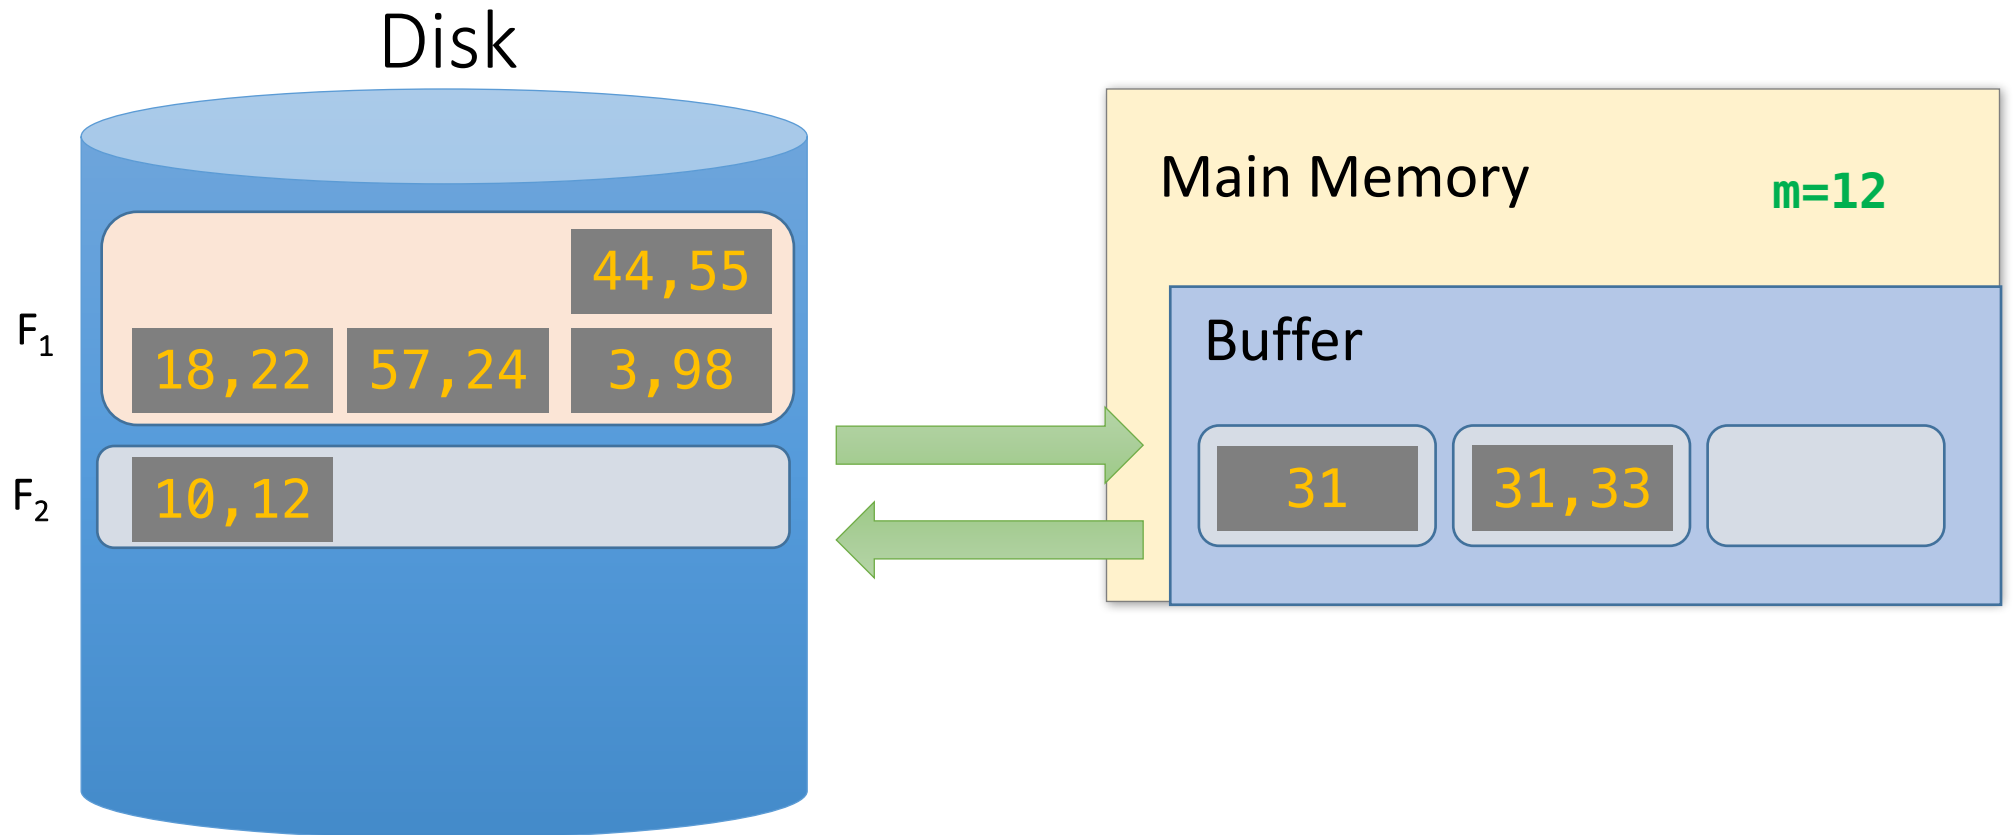 Disk
Main Memory
m=12
44,55
F1
18,22
57,24
3,98
Buffer
F2
10,12
31
31,33